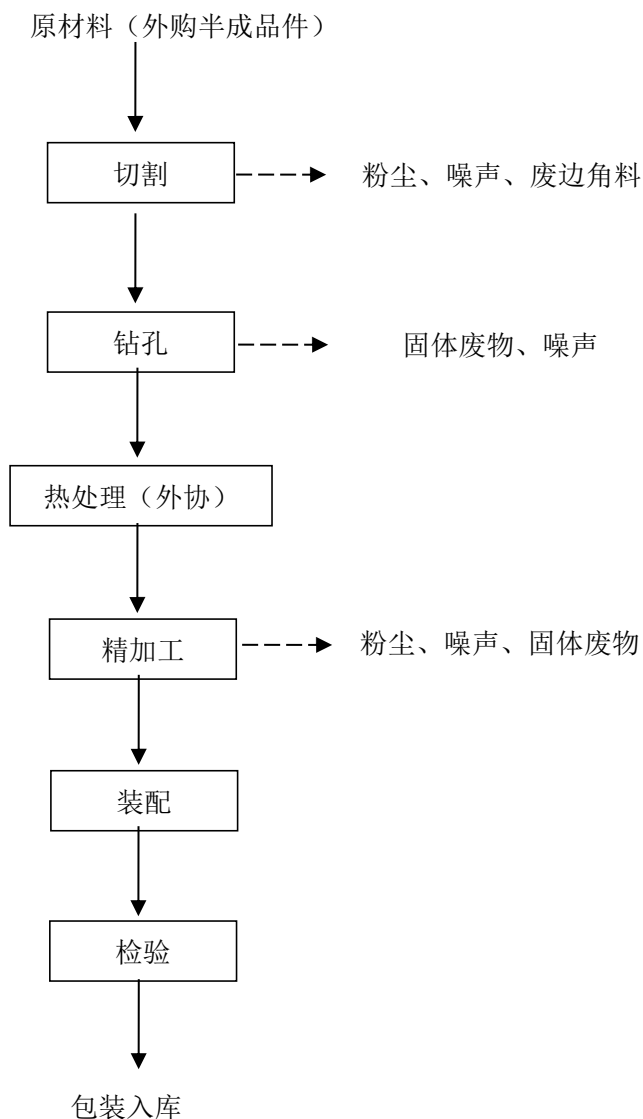 原材料（外购半成品件）
切割
粉尘、噪声、废边角料
钻孔
固体废物、噪声
热处理（外协）
精加工
粉尘、噪声、固体废物
装配
检验
包装入库